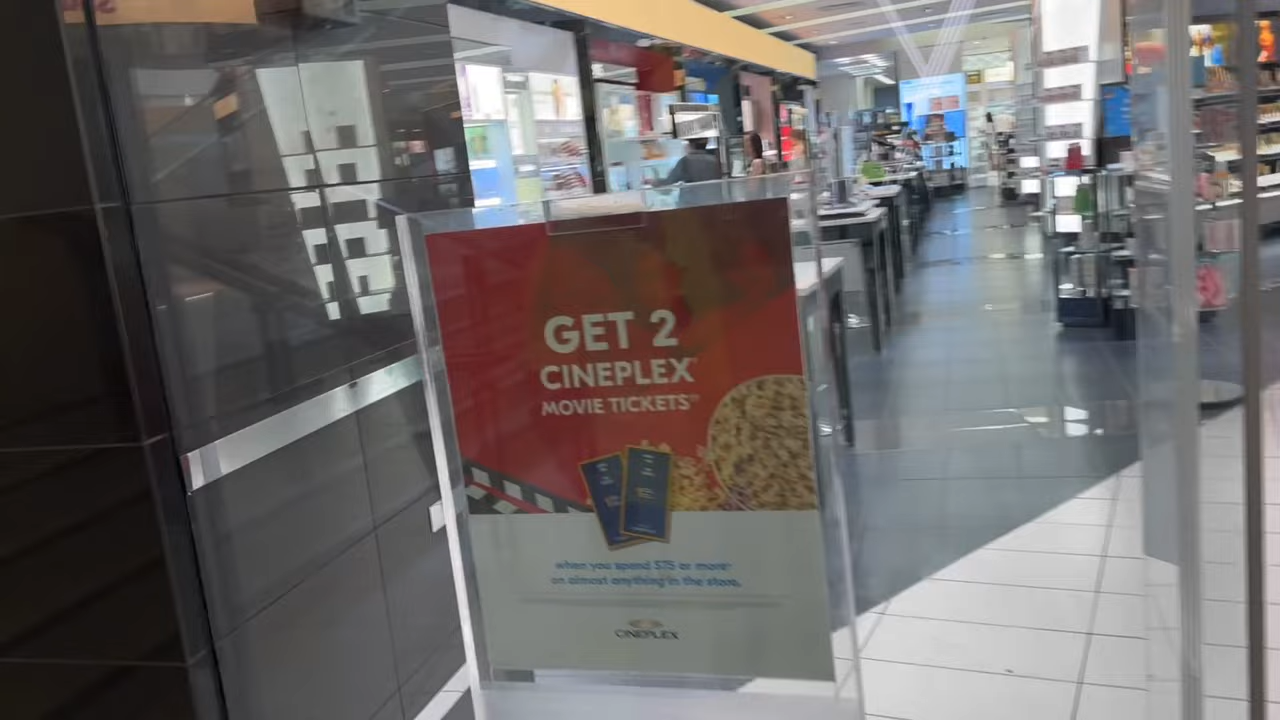 GET 2
CINEPLEX
MOVIE TICKETS
when you spend $75 or more
on almost anything in the store.
CINEPLEX